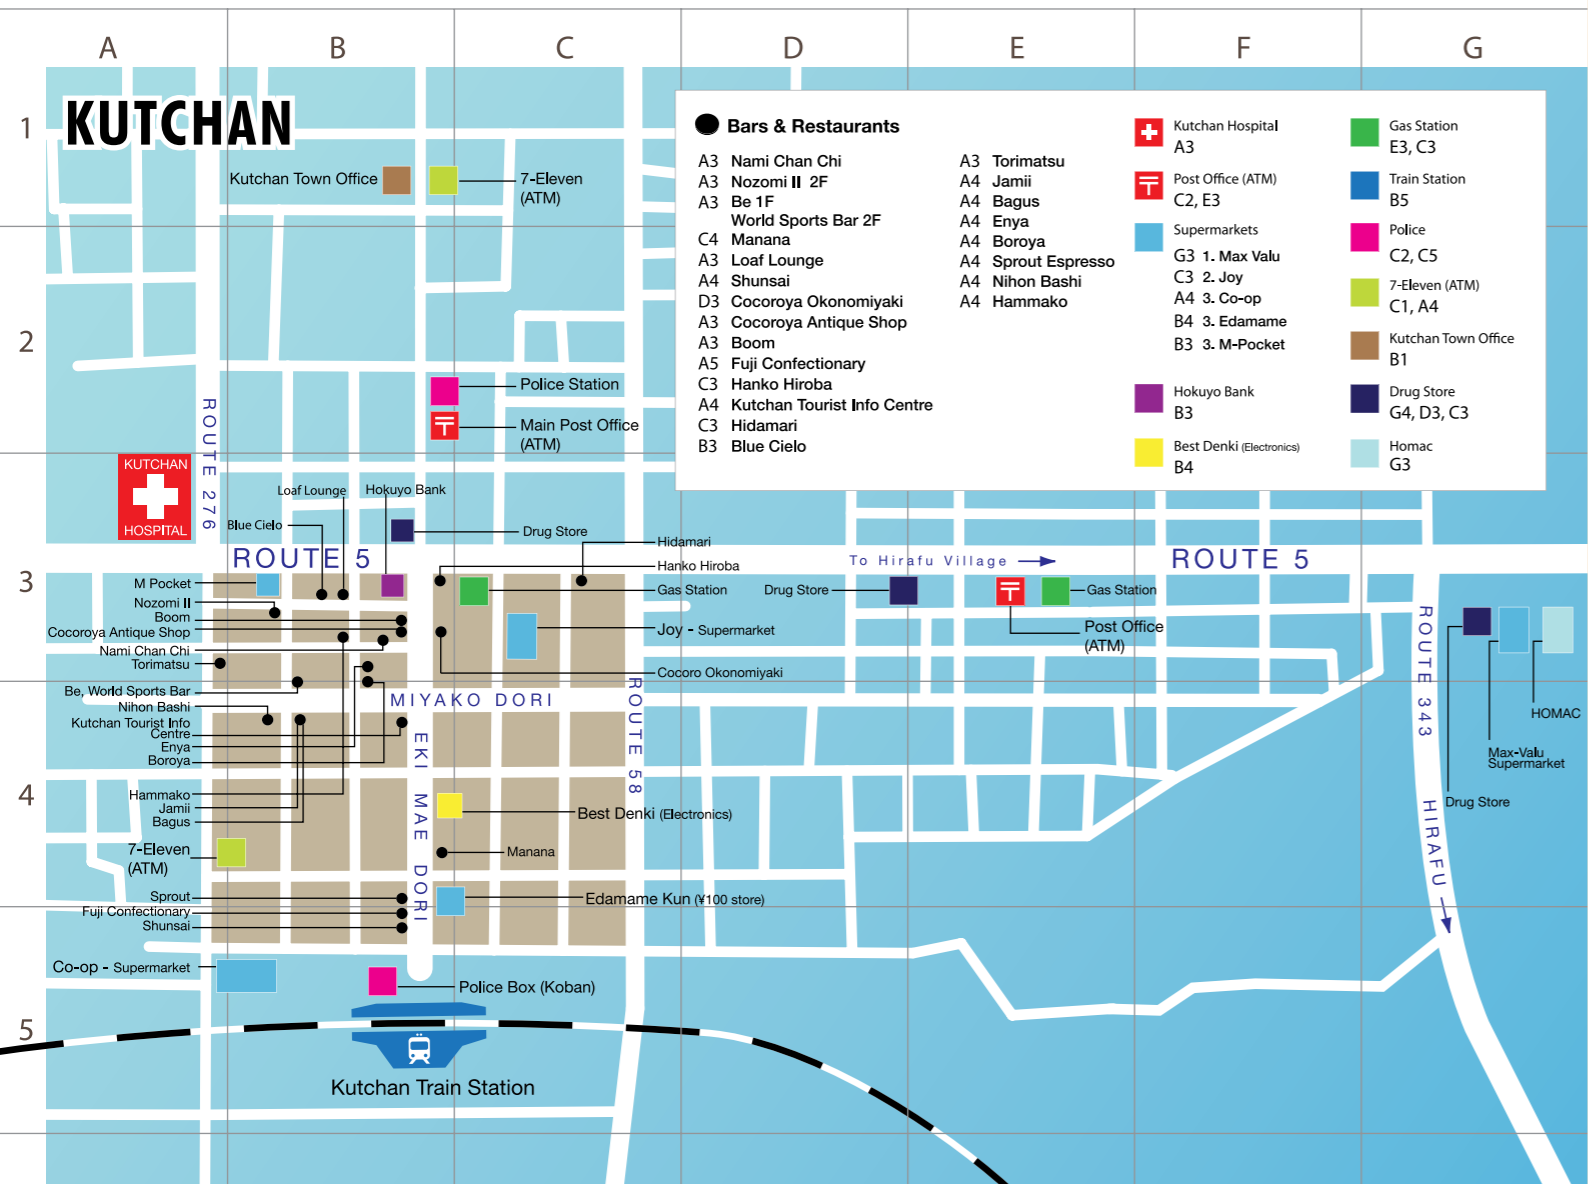 A B C D E F G
1
2
3
4
5
KUTCHAN
Kutchan Town Office
7-Eleven
(ATM)
Police Station
Main Post Office
(ATM)
ROUTE 276
KUTCHAN
HOSPITAL
Loaf Lounge
Hokuyo Bank
Blue Cielo
Drug Store
ROUTE 5
Hidamari
Hanko Hiroba
Gas Station
Joy - Supermarket
Cocoro Okonomiyaki
M Pocket
Nozomi II
Boom
Cocoroya Antique Shop
Nami Chan Chi
Torimatsu
Be, World Sports Bar
Nihon Bashi
Kutchan Tourist Info
Centre
Enya
Boroya
Hammako
Jamii
Bagus
7-Eleven
(ATM)
Sprout
Fuji Confectionary
Shunsai
Co-op - Supermarket
MIYAKO DORI
EKI MAE DORI
ROUTE 58
Best Denki (Electronics)
Manana
Edamame Kun (¥100 store)
Police Box (Koban)
Kutchan Train Station
To Hirafu Village
ROUTE 5
Drug Store
Gas Station
Post Office
(ATM)
ROUTE 343
HIRAFU
HOMAC
Max-Valu
Supermarket
Drug Store
Bars & Restaurants
A3 Nami Chan Chi
A3 Nozomi II 2F
A3 Be 1F
World Sports Bar 2F
C4 Manana
A3 Loaf Lounge
A4 Shunsai
D3 Cocoroya Okonomiyaki
A3 Cocoroya Antique Shop
A3 Boom
A5 Fuji Confectionary
C3 Hanko Hiroba
A4 Kutchan Tourist Info Centre
C3 Hidamari
B3 Blue Cielo
A3 Torimatsu
A4 Jamii
A4 Bagus
A4 Enya
A4 Boroya
A4 Sprout Espresso
A4 Nihon Bashi
A4 Hammako
Kutchan Hospital
A3
Post Office (ATM)
C2, E3
Supermarkets
G3 1. Max Valu
C3 2. Joy
A4 3. Co-op
B4 3. Edamame
B3 3. M-Pocket
Hokuyo Bank
B3
Best Denki (Electronics)
B4
Gas Station
E3, C3
Train Station
B5
Police
C2, C5
7-Eleven (ATM)
C1, A4
Kutchan Town Office
B1
Drug Store
G4, D3, C3
Homac
G3